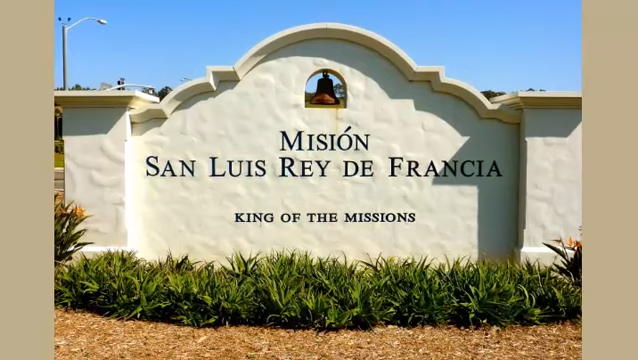 MISIÓN
SAN LUIS REY DE FRANCIA
KING OF THE MISSIONS